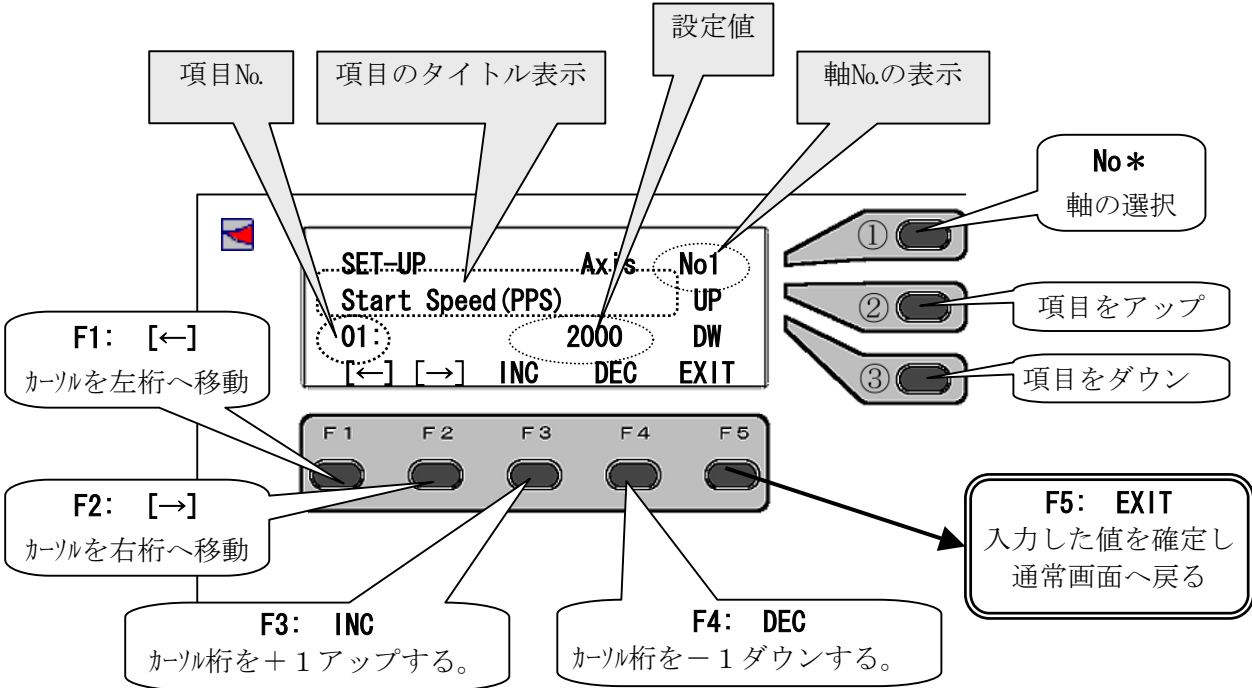 設定値
項目№
項目のタイトル表示
軸№の表示
No*
軸の選択
①
SET-UP Axis No1
Start Speed(PPS) UP
② 項目をアップ
01: 2000 DW
[←] [→] INC DEC EXIT
③ 項目をダウン
F1: [←]
カーソルを左桁へ移動
F1 F2 F3 F4 F5
F2: [→]
カーソルを右桁へ移動
F5: EXIT
入力した値を確定し
通常画面へ戻る
F3: INC
カーソル桁を+1アップする。
F4: DEC
カーソル桁を-1ダウンする。